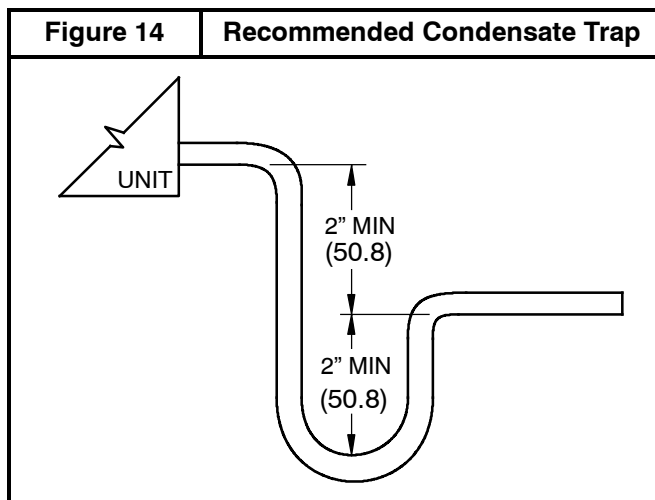 Figure 14
Recommended Condensate Trap
UNIT
2” MIN
(50.8)
2” MIN
(50.8)